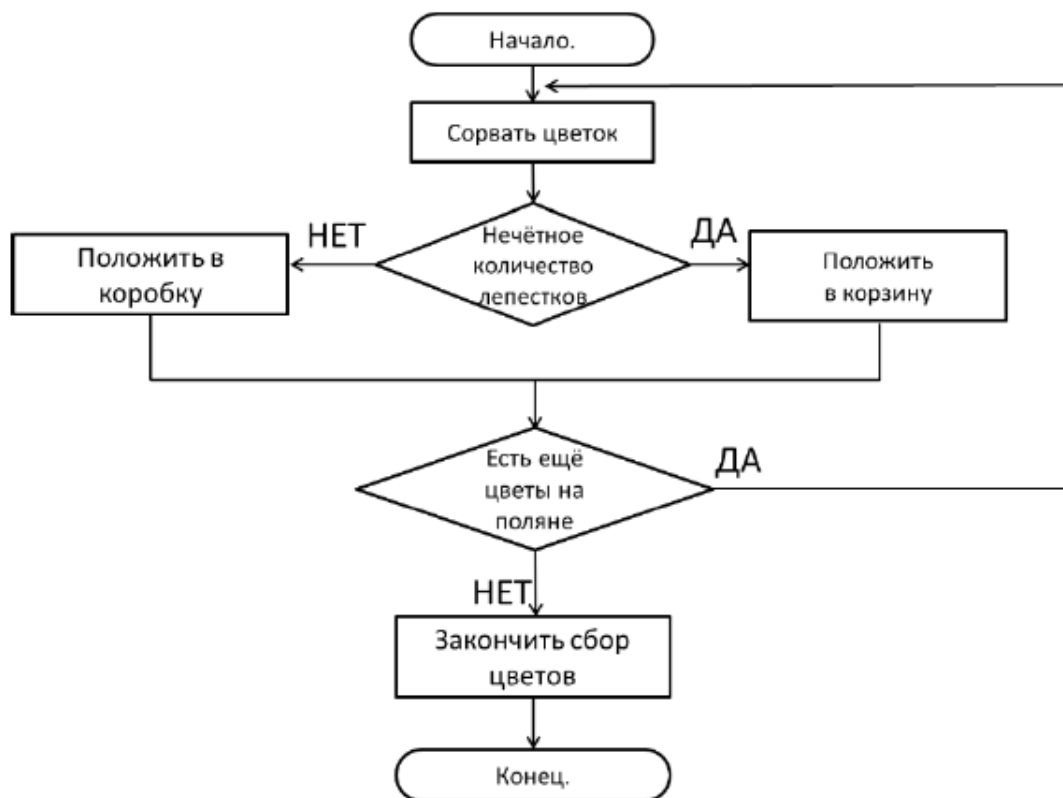 Начало.
Сорвать цветок
НЕТ
ДА
Положить в
коробку
Нечётное
количество
лепестков
Положить
в корзину
Есть ещё
цветы на
поляне
ДА
НЕТ
Закончить сбор
цветов
Конец.